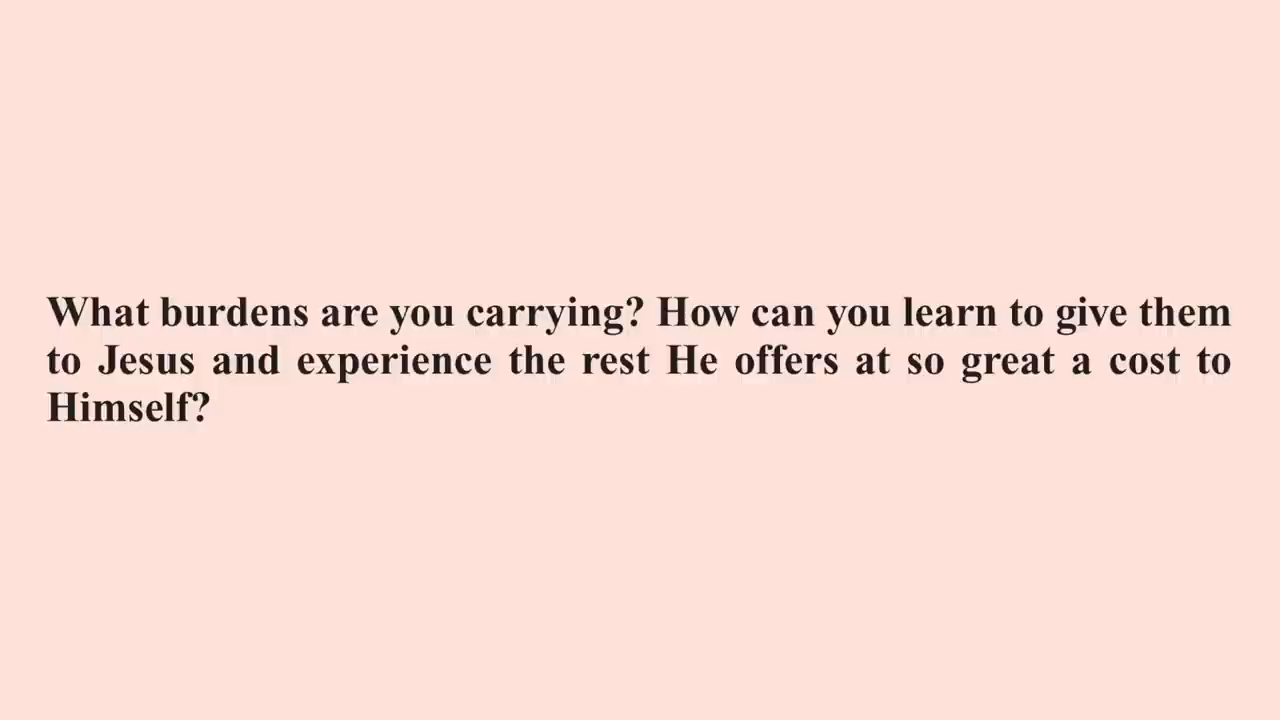 What burdens are you carrying? How can you learn to give them
to Jesus and experience the rest He offers at so great a cost to
Himself?